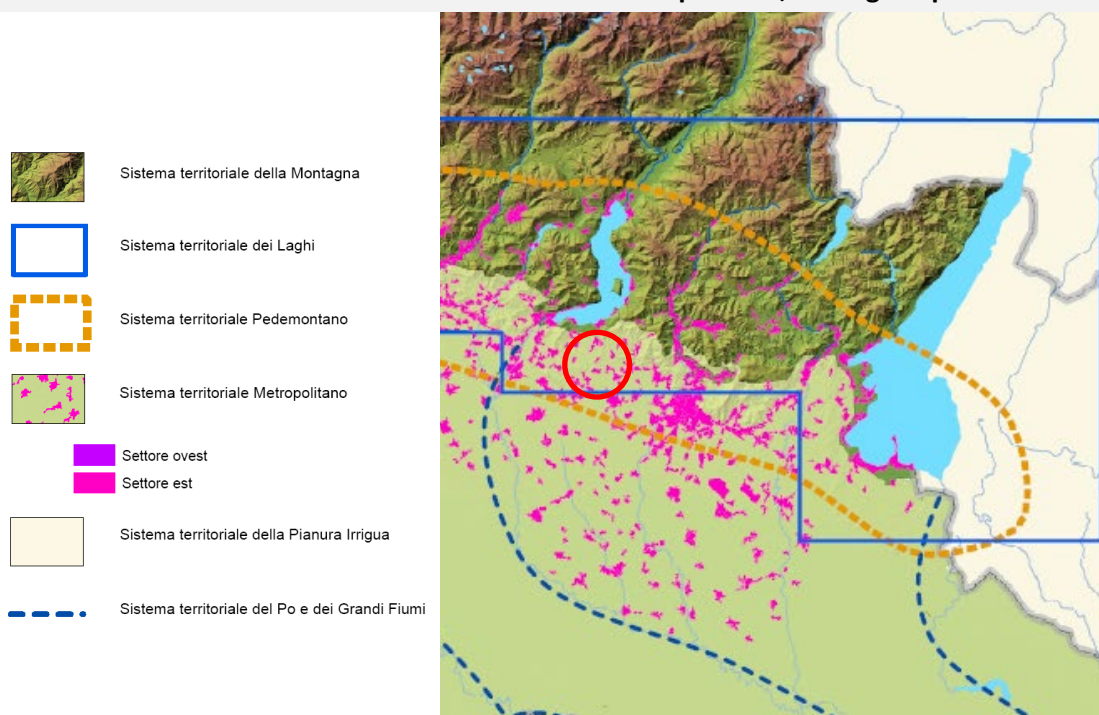 Sistema territoriale della Montagna
Sistema territoriale dei Laghi
Sistema territoriale Pedemontano
Sistema territoriale Metropolitano
Settore ovest
Settore est
Sistema territoriale della Pianura Irrigua
Sistema territoriale del Po e dei Grandi Fiumi